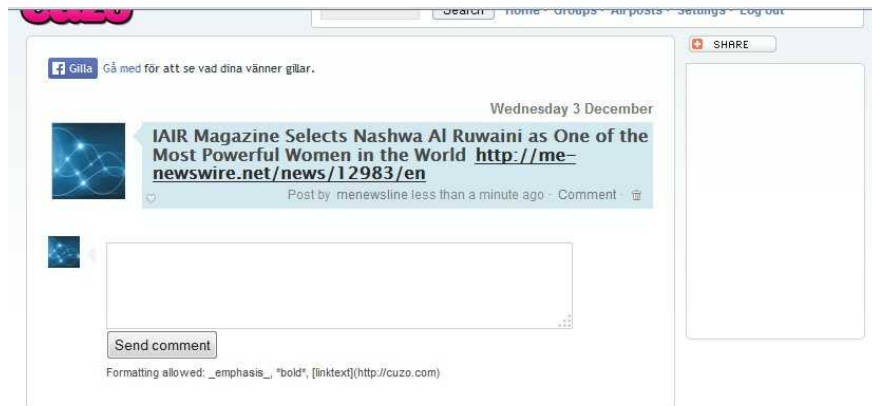 Search Home · Groups · All posts · Settings · Log out
SHARE
Gilla Gå med för att se vad dina vänner gillar.
Wednesday 3 December
IAIR Magazine Selects Nashwa Al Ruwaini as One of the
Most Powerful Women in the World http://me-
newswire.net/news/12983/en
Post by menewsline less than a minute ago · Comment ·
Send comment
Formatting allowed: _emphasis_, *bold*, [linktext](http://cuzo.com)